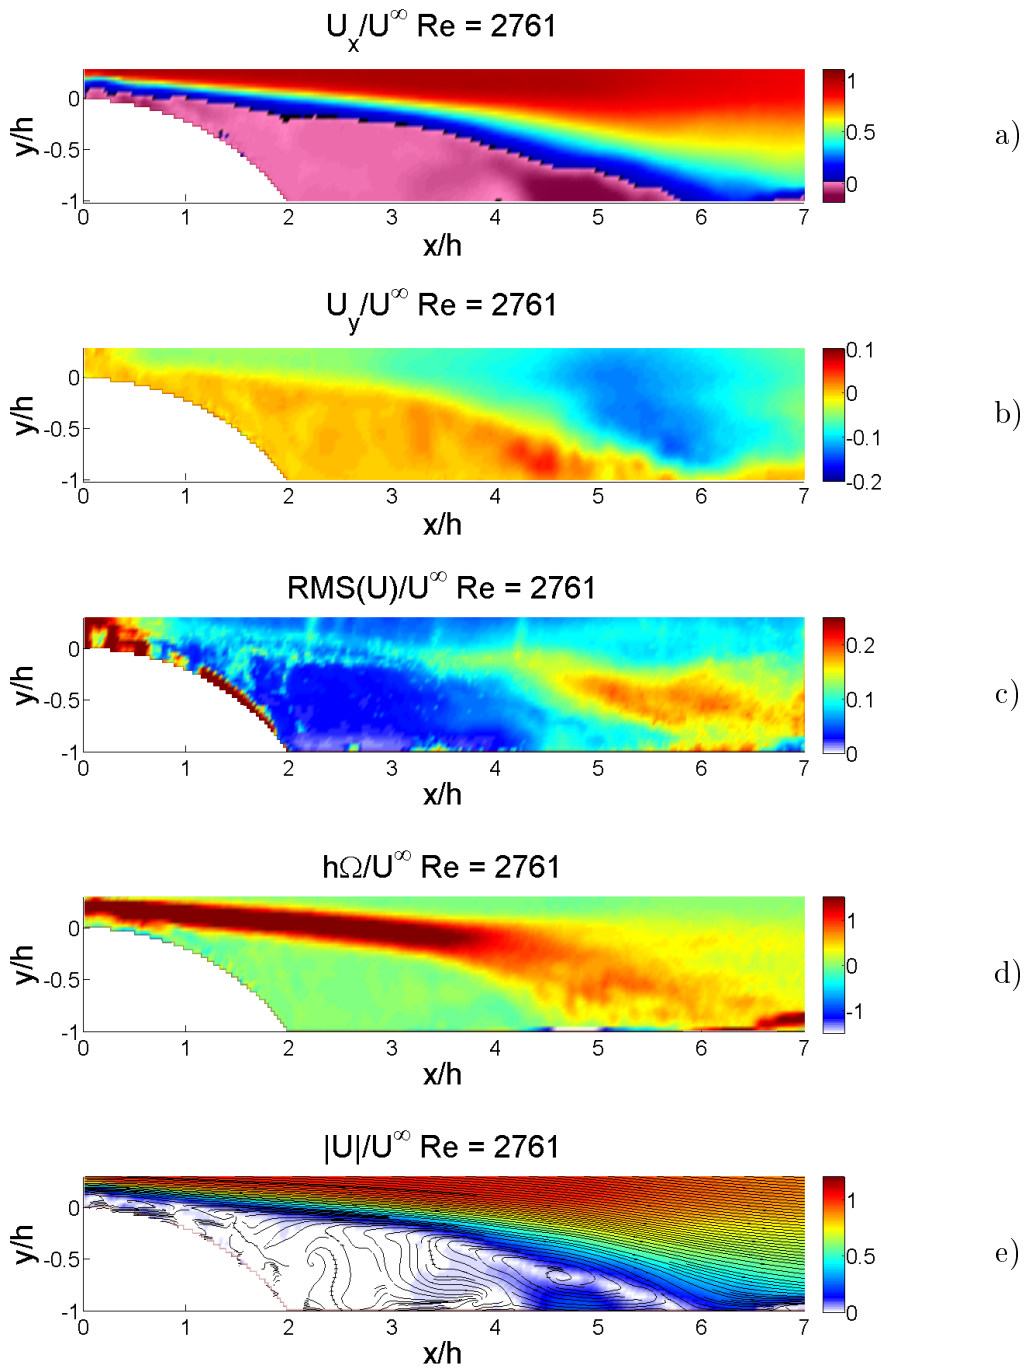 U_x/U^∞ Re = 2761
y/h
0
-0.5
-1
0 1 2 3 4 5 6 7
x/h
1
0.5
0
a)
U_y/U^∞ Re = 2761
y/h
0
-0.5
-1
0 1 2 3 4 5 6 7
x/h
0.1
0
-0.1
-0.2
b)
RMS(U)/U^∞ Re = 2761
y/h
0
-0.5
-1
0 1 2 3 4 5 6 7
x/h
0.2
0.1
0
c)
hΩ/U^∞ Re = 2761
y/h
0
-0.5
-1
0 1 2 3 4 5 6 7
x/h
1
0
-1
d)
|U|/U^∞ Re = 2761
y/h
0
-0.5
-1
0 1 2 3 4 5 6 7
x/h
1
0.5
0
e)